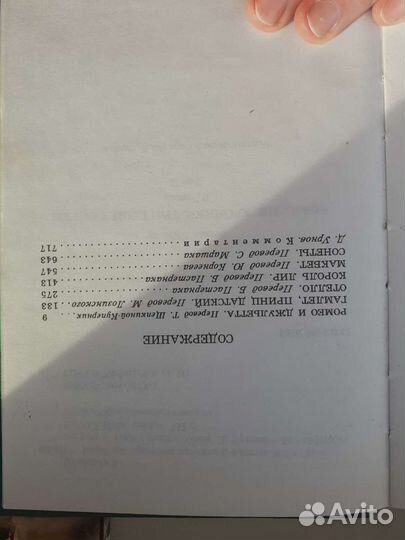 СОДЕРЖАНИЕ
РОМЕО И ДЖУЛЬЕТТА. Перевод Т. Щепкиной-Куперник . . . 9
ГАМЛЕТ, ПРИНЦ ДАТСКИЙ. Перевод М. Лозинского. . . 133
ОТЕЛЛО. Перевод Б. Пастернака . . . . . . . . . . 275
КОРОЛЬ ЛИР. Перевод Б. Пастернака . . . . . . . . 413
МАКБЕТ. Перевод Ю. Корнеева . . . . . . . . . . . 547
СОНЕТЫ. Перевод С. Маршака . . . . . . . . . . . 643
Д. Урнов. Комментарии . . . . . . . . . . . . . . 717
Avito